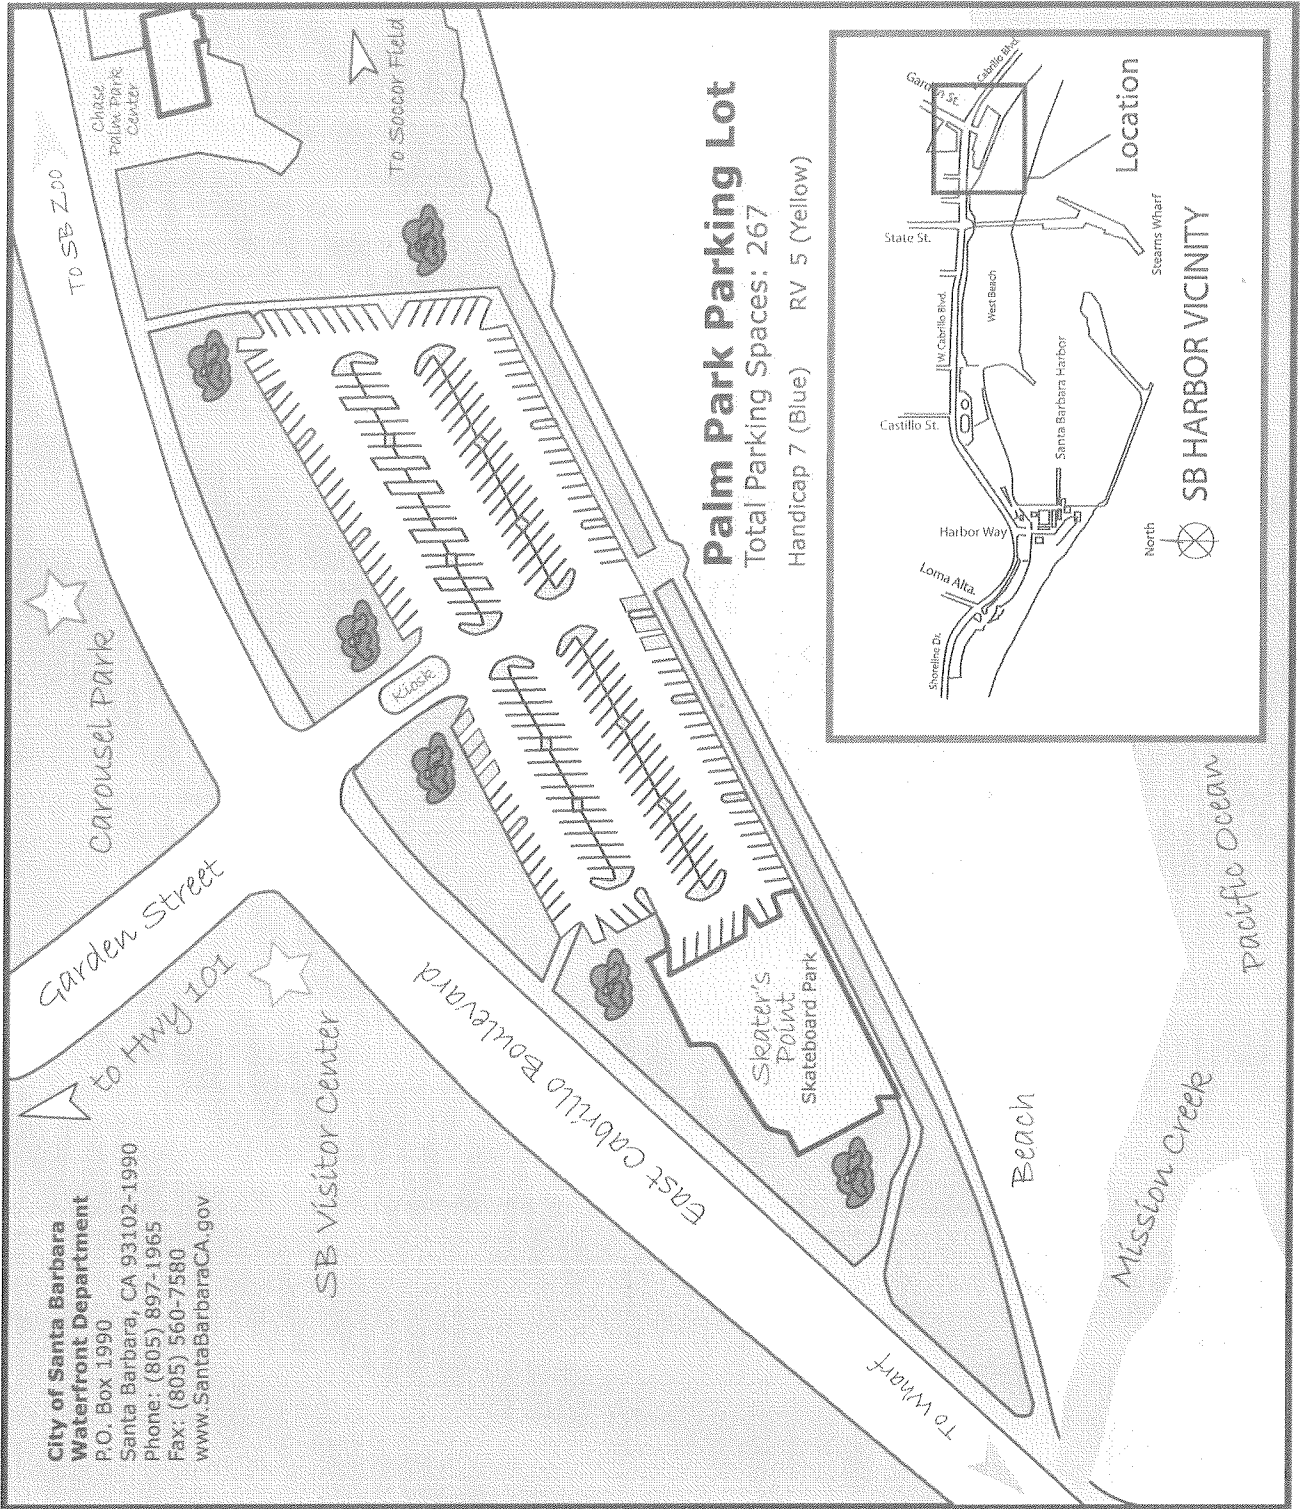 City of Santa Barbara
Waterfront Department
P.O. Box 1990
Santa Barbara, CA 93102-1990
Phone: (805) 897-1965
Fax: (805) 560-7580
www.SantaBarbaraCA.gov
to Hwy 101
Garden Street
SB Visitor Center
Carousel Park
To SB Zoo
Chase
Palm Park
Center
To Soccor Field
Kiosk
East Cabrillo Boulevard
To Wharf
Skater's
Point
Skateboard Park
Beach
Mission Creek
Pacific Ocean
Palm Park Parking Lot
Total Parking Spaces: 267
Handicap 7 (Blue) RV 5 (Yellow)
Shoreline Dr.
Loma Alta.
Harbor Way
Castillo St.
W. Cabrillo Blvd.
State St.
Garden St.
Cabrillo Blvd.
West Beach
Santa Barbara Harbor
Stearns Wharf
Location
North
SB HARBOR VICINITY